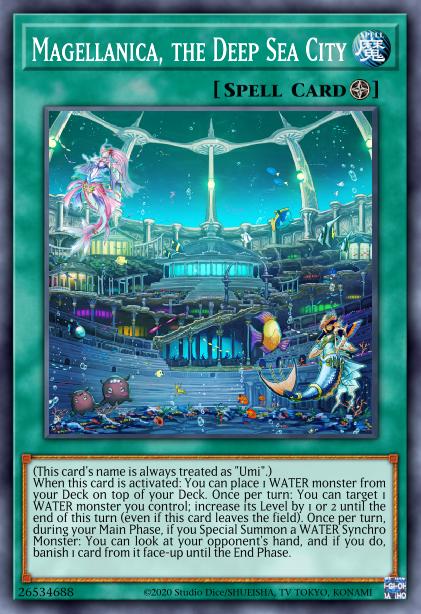 MAGELLANICA, THE DEEP SEA CITY
SPELL
魔
[SPELL CARD]
(This card's name is always treated as "Umi".)
When this card is activated: You can place 1 WATER monster from
your Deck on top of your Deck. Once per turn: You can target 1
WATER monster you control; increase its Level by 1 or 2 until the
end of this turn (even if this card leaves the field). Once per turn,
during your Main Phase, if you Special Summon a WATER Synchro
Monster: You can look at your opponent's hand, and if you do,
banish 1 card from it face-up until the End Phase.
26534688
©2020 Studio Dice/SHUEISHA, TV TOKYO, KONAMI